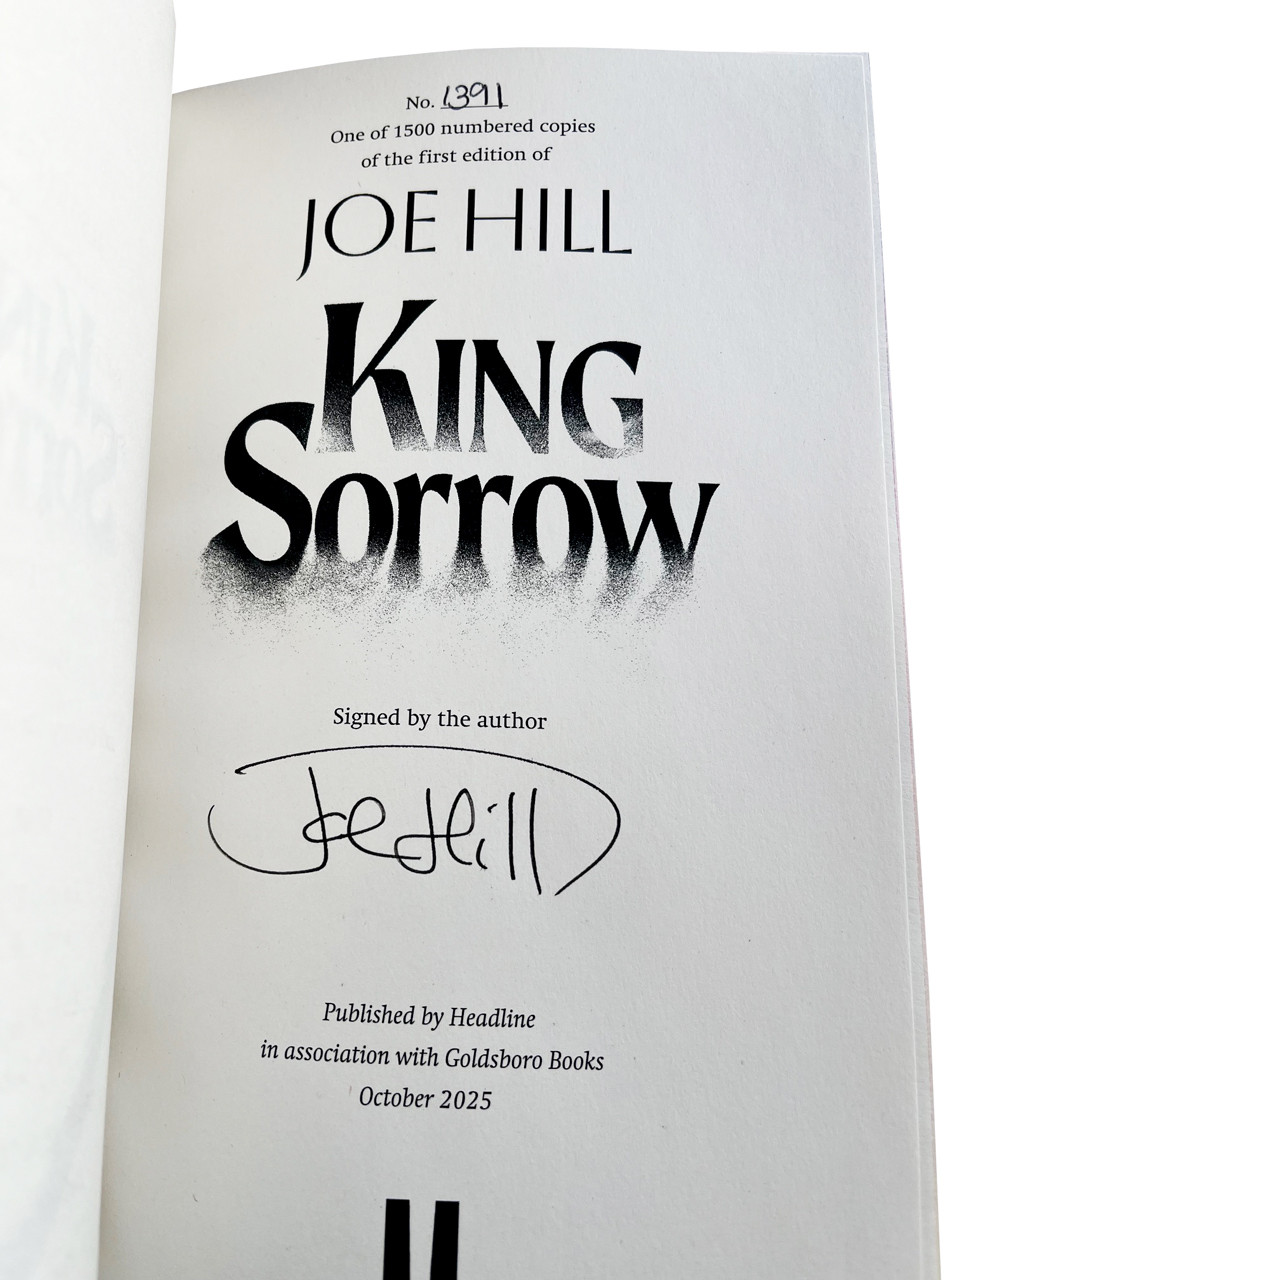 No. 1391
One of 1500 numbered copies
of the first edition of
JOE HILL
KING
Sorrow
Signed by the author
Joe Hill
Published by Headline
in association with Goldsboro Books
October 2025